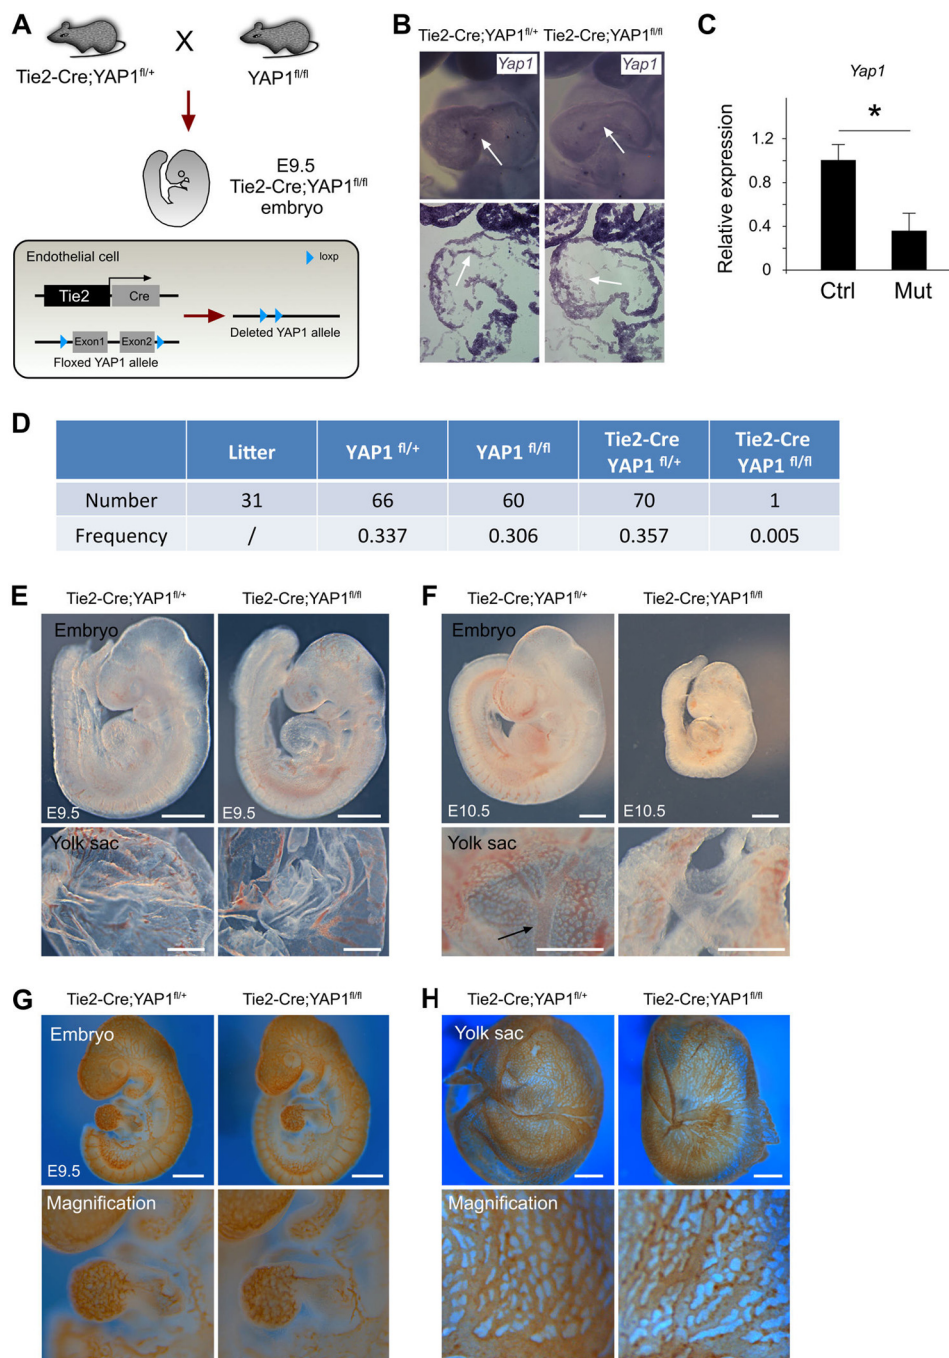 A
X
Tie2-Cre;YAP1fl/+
YAP1fl/fl
E9.5
Tie2-Cre;YAP1fl/fl
embryo
Endothelial cell
loxp
Tie2
Cre
Exon1
Exon2
Floxed YAP1 allele
Deleted YAP1 allele
B
Tie2-Cre;YAP1fl/+ Tie2-Cre;YAP1fl/fl
Yap1
Yap1
C
Yap1
*
Relative expression
1.2
0.8
0.4
0
Ctrl
Mut
D
Litter YAP1 fl/+ YAP1 fl/fl Tie2-Cre YAP1 fl/+ Tie2-Cre YAP1 fl/fl
Number 31 66 60 70 1
Frequency / 0.337 0.306 0.357 0.005
E
Tie2-Cre;YAP1fl/+ Tie2-Cre;YAP1fl/fl
Embryo
E9.5
E9.5
Yolk sac
F
Tie2-Cre;YAP1fl/+ Tie2-Cre;YAP1fl/fl
Embryo
E10.5
E10.5
Yolk sac
G
Tie2-Cre;YAP1fl/+ Tie2-Cre;YAP1fl/fl
Embryo
E9.5
Magnification
H
Tie2-Cre;YAP1fl/+ Tie2-Cre;YAP1fl/fl
Yolk sac
Magnification